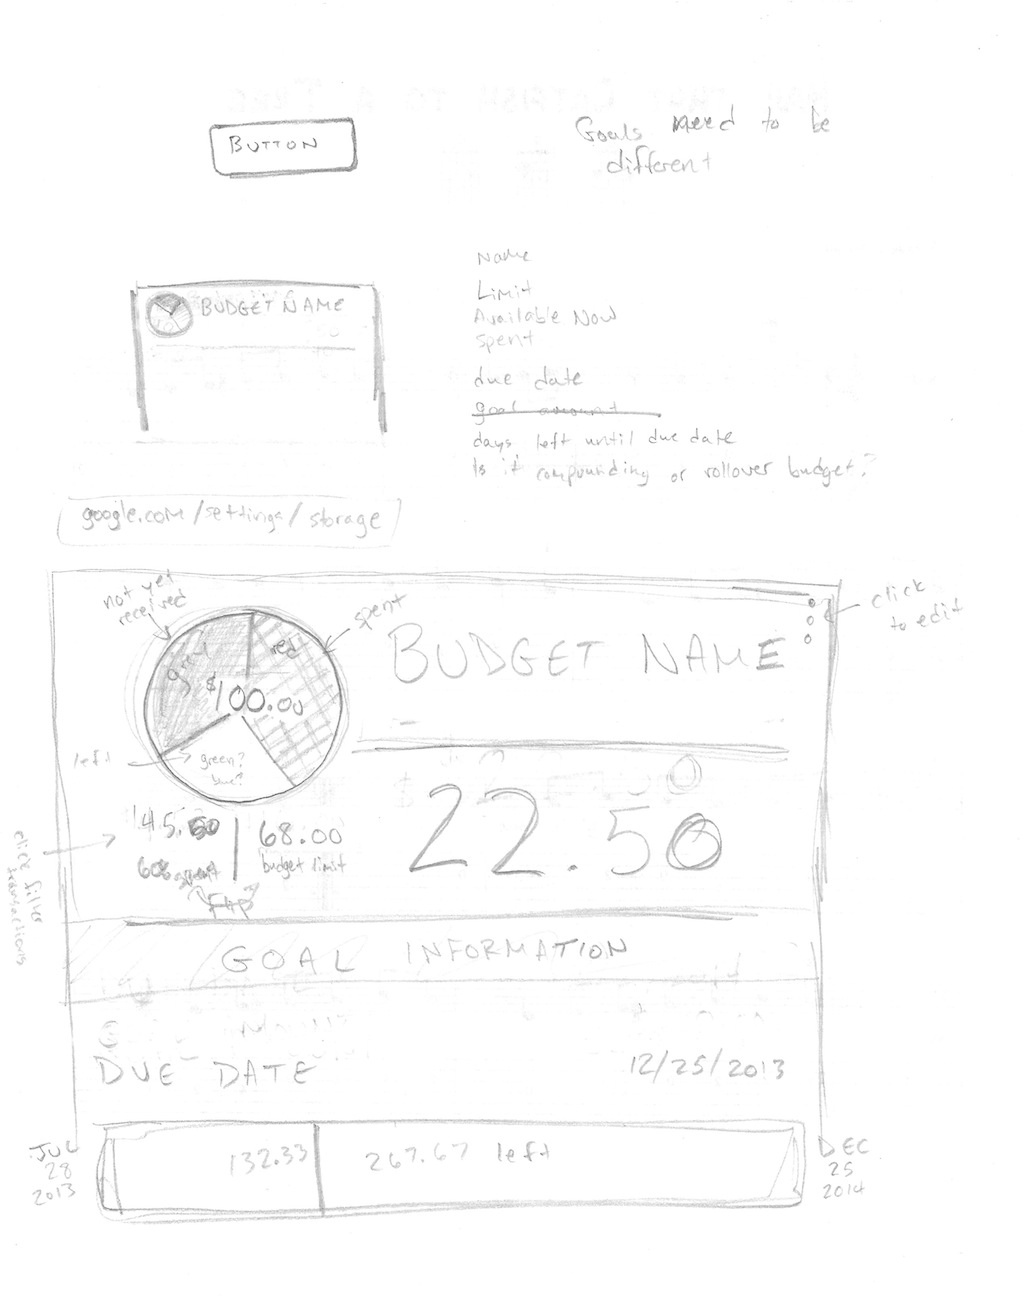 BUTTON
Goals need to be
different
BUDGET NAME
Name
Limit
Available Now
spent
due date
goal amount
days left until due date
Is it compounding or rollover budget?
google.com/settings/storage
not yet
received
spent
click
to edit
gray
red
$100.00
BUDGET NAME
left
green?
blue?
22.50
145.50
68.00
60% spent
budget limit
Flip
click filter
transactions
GOAL INFORMATION
DUE DATE
12/25/2013
JUL
28
2013
132.33
267.67 left
DEC
25
2014